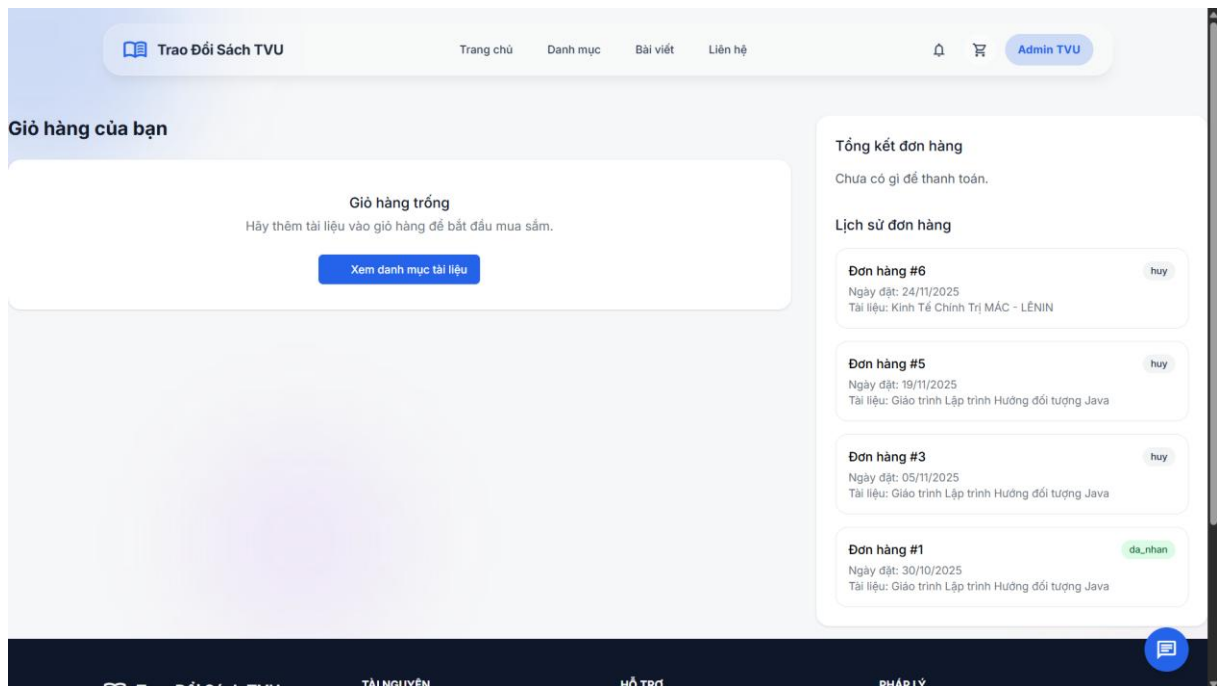 Trao Đổi Sách TVU
Trang chủ
Danh mục
Bài viết
Liên hệ
Admin TVU
Giỏ hàng của bạn
Giỏ hàng trống
Hãy thêm tài liệu vào giỏ hàng để bắt đầu mua sắm.
Xem danh mục tài liệu
Tổng kết đơn hàng
Chưa có gì để thanh toán.
Lịch sử đơn hàng
Đơn hàng #6
huy
Ngày đặt: 24/11/2025
Tài liệu: Kinh Tế Chính Trị MÁC - LÊNIN
Đơn hàng #5
huy
Ngày đặt: 19/11/2025
Tài liệu: Giáo trình Lập trình Hướng đối tượng Java
Đơn hàng #3
huy
Ngày đặt: 05/11/2025
Tài liệu: Giáo trình Lập trình Hướng đối tượng Java
Đơn hàng #1
da_nhan
Ngày đặt: 30/10/2025
Tài liệu: Giáo trình Lập trình Hướng đối tượng Java
Trao Đổi Sách TVU
TÀI NGUYÊN
HỖ TRỢ
PHÁP LÝ